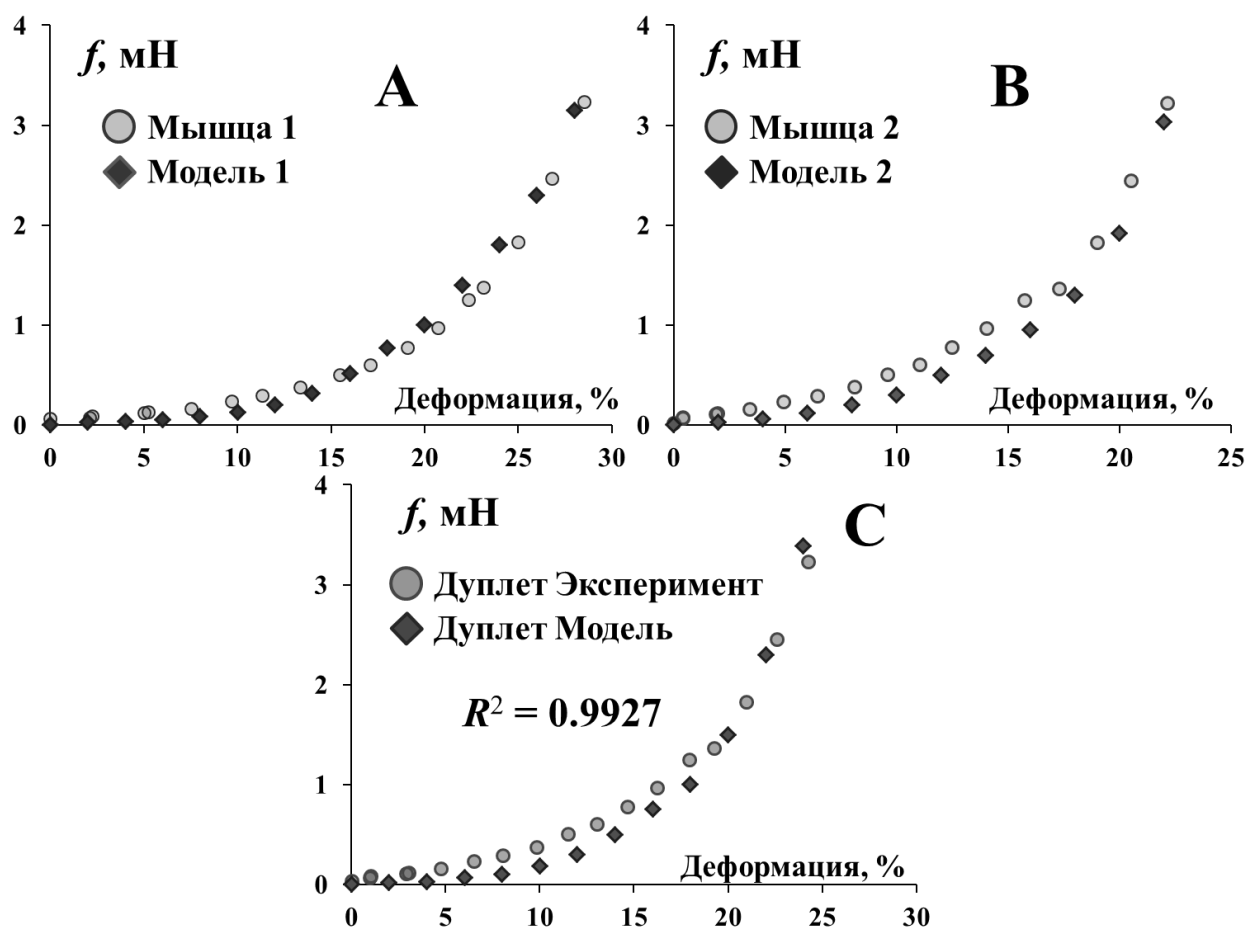 4
f, мН
A
Мышца 1
Модель 1
3
2
1
0
Деформация, %
0 5 10 15 20 25 30
4
f, мН
B
Мышца 2
Модель 2
3
2
1
0
Деформация, %
0 5 10 15 20 25
4
f, мН
C
Дуплет Эксперимент
Дуплет Модель
3
R² = 0.9927
2
1
0
Деформация, %
0 5 10 15 20 25 30